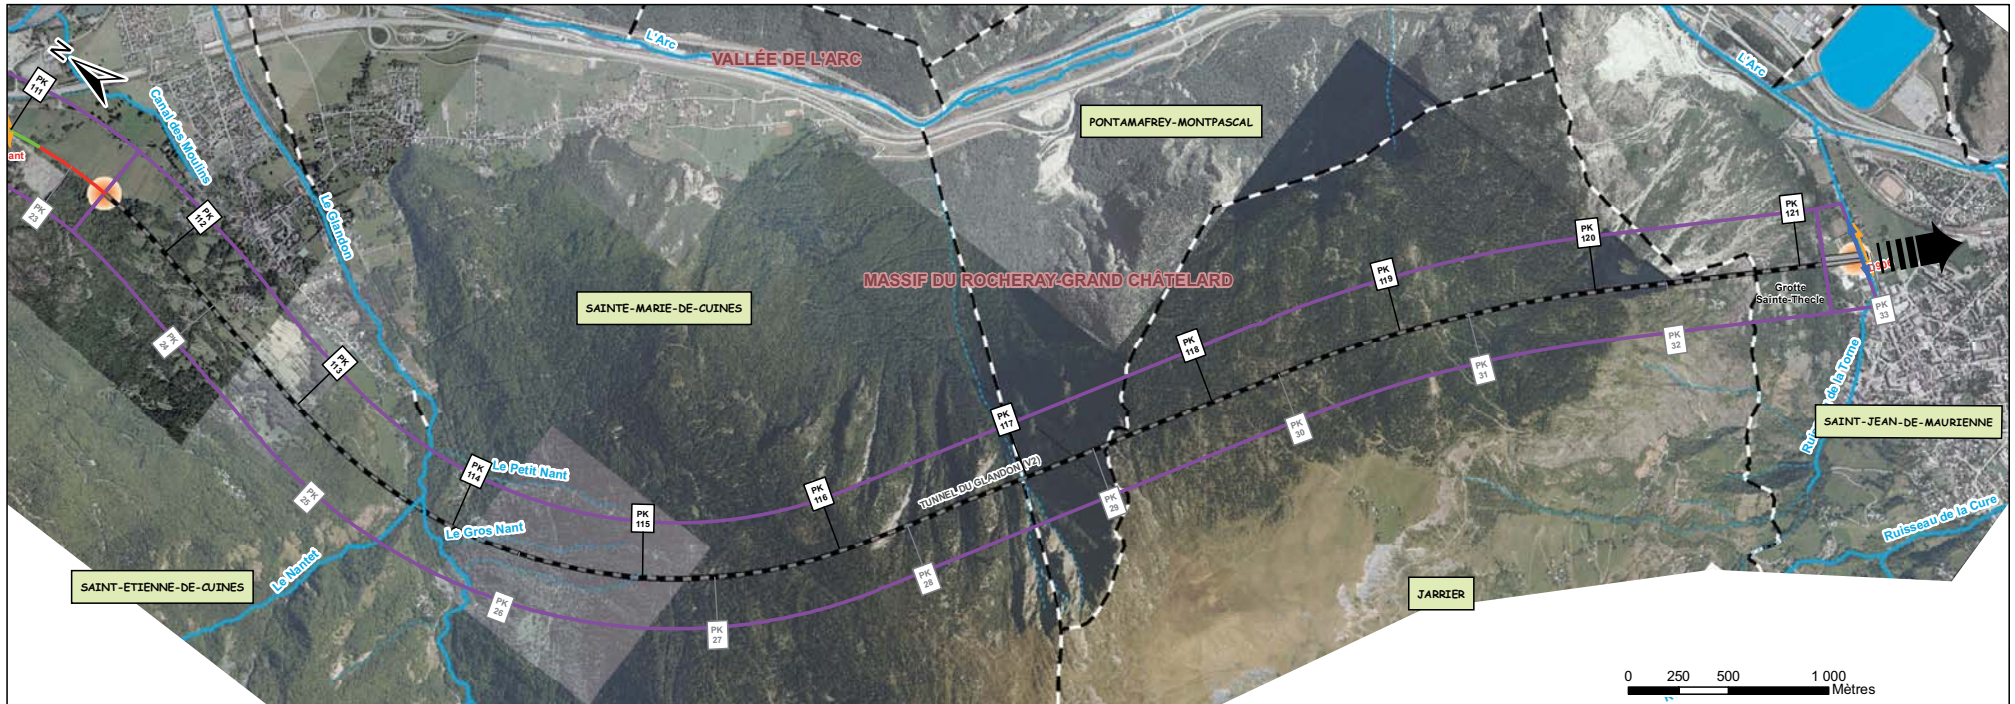 N
PK
111
Canal des Moulins
ant
PK
23
PK
112
Le Glandon
L'Arc
VALLÉE DE L'ARC
PONTAMAFREY-MONTPASCAL
L'Arc
SAINTE-MARIE-DE-CUINES
MASSIF DU ROCHERAY-GRAND CHÂTELARD
PK
24
PK
113
PK
25
PK
114
Le Petit Nant
Le Gros Nant
PK
115
PK
116
TUNNEL DU GLANDON (V2)
PK
117
PK
118
PK
119
PK
120
PK
121
Grotte
Sainte-Thècle
PK
33
PK
32
PK
31
PK
30
PK
29
PK
28
PK
27
PK
26
Le Nantet
SAINT-ETIENNE-DE-CUINES
JARRIER
de la Tome
SAINT-JEAN-DE-MAURIENNE
Ruisseau de la Cure
0 250 500 1 000
Mètres